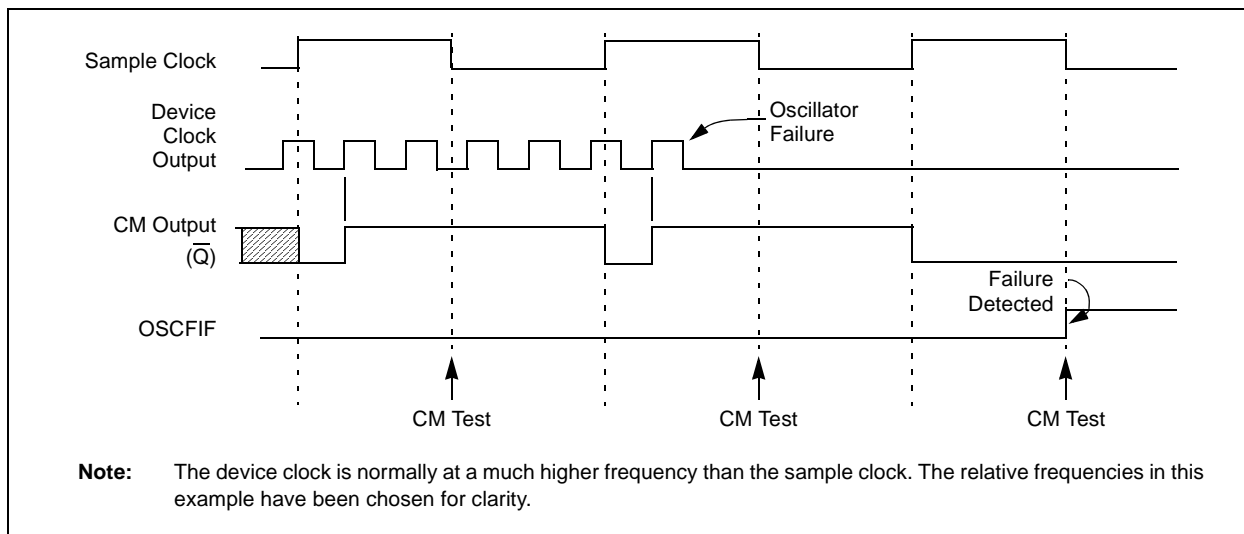 Sample Clock
Device
Clock
Output
Oscillator
Failure
CM Output
(Q̅)
Failure
Detected
OSCFIF
CM Test
CM Test
CM Test
Note: The device clock is normally at a much higher frequency than the sample clock. The relative frequencies in this
example have been chosen for clarity.